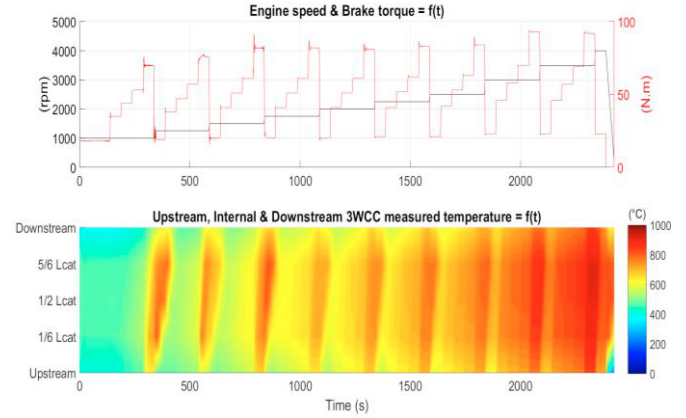 Engine speed & Brake torque = f(t)
5000
4000
3000
2000
1000
0
(rpm)
100
50
0
(N.m)
0
500
1000
1500
2000
Upstream, Internal & Downstream 3WCC measured temperature = f(t)
Downstream
5/6 Lcat
1/2 Lcat
1/6 Lcat
Upstream
0
500
1000
1500
2000
Time (s)
(°C)
1000
800
600
400
200
0